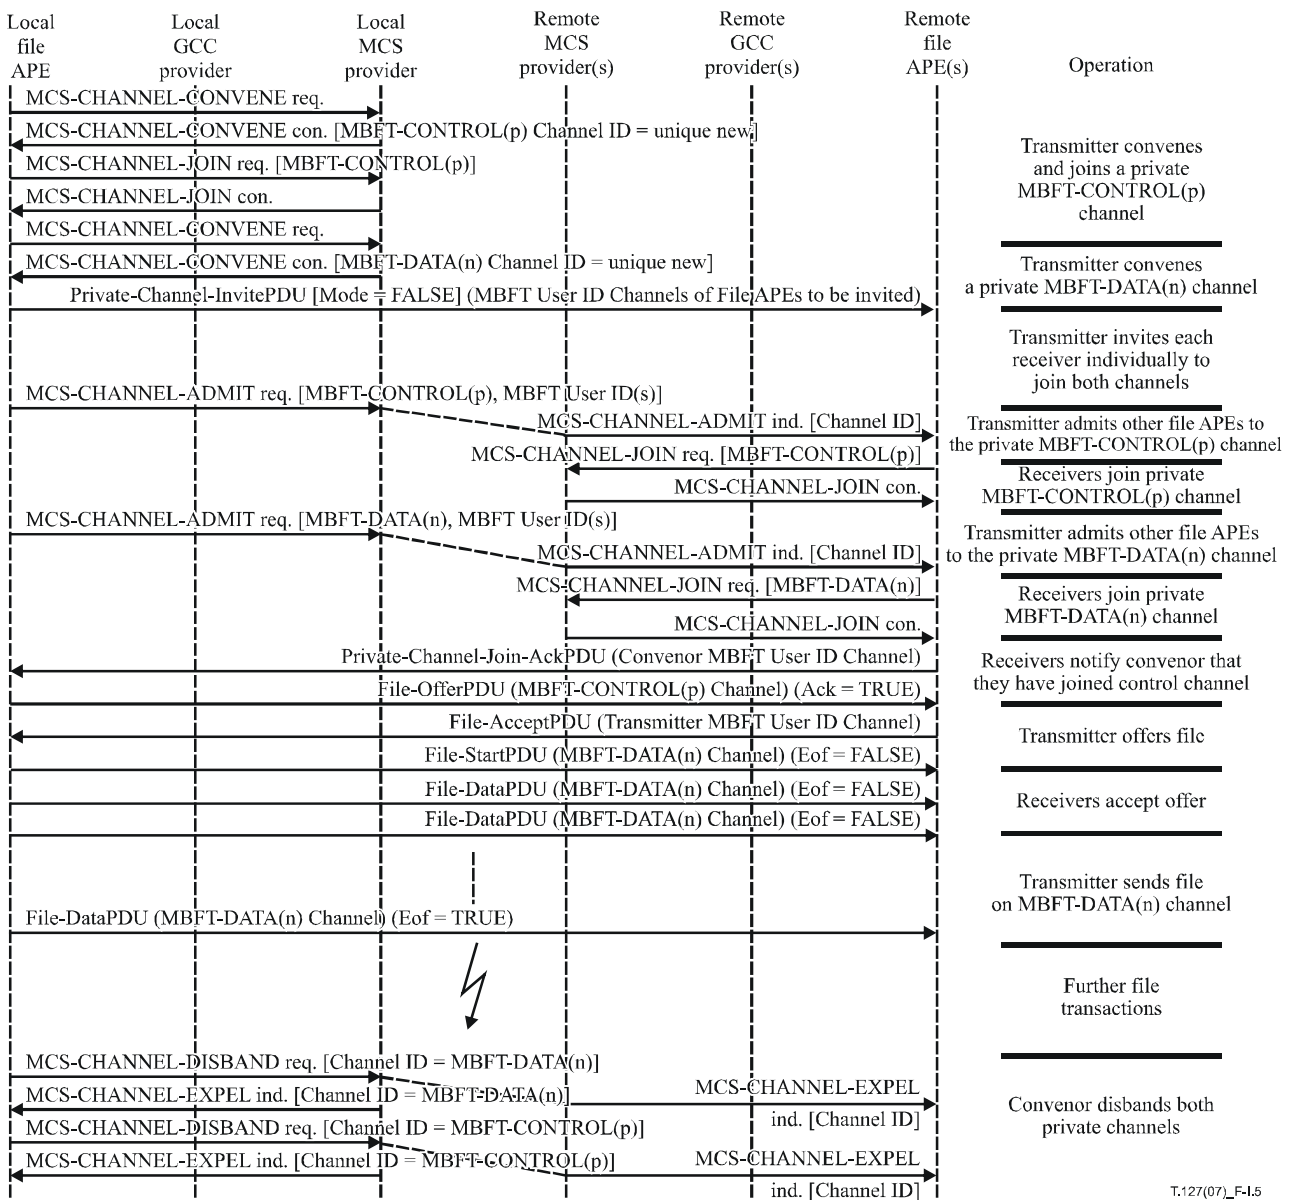 Local
file
APE
Local
GCC
provider
Local
MCS
provider
Remote
MCS
provider(s)
Remote
GCC
provider(s)
Remote
file
APE(s)
Operation
MCS-CHANNEL-CONVENE req.
MCS-CHANNEL-CONVENE con. [MBFT-CONTROL(p) Channel ID = unique new]
MCS-CHANNEL-JOIN req. [MBFT-CONTROL(p)]
MCS-CHANNEL-JOIN con.
Transmitter convenes
and joins a private
MBFT-CONTROL(p)
channel
MCS-CHANNEL-CONVENE req.
MCS-CHANNEL-CONVENE con. [MBFT-DATA(n) Channel ID = unique new]
Transmitter convenes
a private MBFT-DATA(n) channel
Private-Channel-InvitePDU [Mode = FALSE] (MBFT User ID Channels of File APEs to be invited)
Transmitter invites each
receiver individually to
join both channels
MCS-CHANNEL-ADMIT req. [MBFT-CONTROL(p), MBFT User ID(s)]
MCS-CHANNEL-ADMIT ind. [Channel ID]
Transmitter admits other file APEs to
the private MBFT-CONTROL(p) channel
MCS-CHANNEL-JOIN req. [MBFT-CONTROL(p)]
MCS-CHANNEL-JOIN con.
Receivers join private
MBFT-CONTROL(p) channel
MCS-CHANNEL-ADMIT req. [MBFT-DATA(n), MBFT User ID(s)]
MCS-CHANNEL-ADMIT ind. [Channel ID]
Transmitter admits other file APEs
to the private MBFT-DATA(n) channel
MCS-CHANNEL-JOIN req. [MBFT-DATA(n)]
MCS-CHANNEL-JOIN con.
Receivers join private
MBFT-DATA(n) channel
Private-Channel-Join-AckPDU (Convenor MBFT User ID Channel)
Receivers notify convenor that
they have joined control channel
File-OfferPDU (MBFT-CONTROL(p) Channel) (Ack = TRUE)
File-AcceptPDU (Transmitter MBFT User ID Channel)
Transmitter offers file
File-StartPDU (MBFT-DATA(n) Channel) (Eof = FALSE)
File-DataPDU (MBFT-DATA(n) Channel) (Eof = FALSE)
Receivers accept offer
File-DataPDU (MBFT-DATA(n) Channel) (Eof = FALSE)
Transmitter sends file
on MBFT-DATA(n) channel
File-DataPDU (MBFT-DATA(n) Channel) (Eof = TRUE)
Further file
transactions
MCS-CHANNEL-DISBAND req. [Channel ID = MBFT-DATA(n)]
MCS-CHANNEL-EXPEL ind. [Channel ID = MBFT-DATA(n)]
MCS-CHANNEL-EXPEL
ind. [Channel ID]
Convenor disbands both
private channels
MCS-CHANNEL-DISBAND req. [Channel ID = MBFT-CONTROL(p)]
MCS-CHANNEL-EXPEL ind. [Channel ID = MBFT-CONTROL(p)]
MCS-CHANNEL-EXPEL
ind. [Channel ID]
T.127(07)_F-I.5